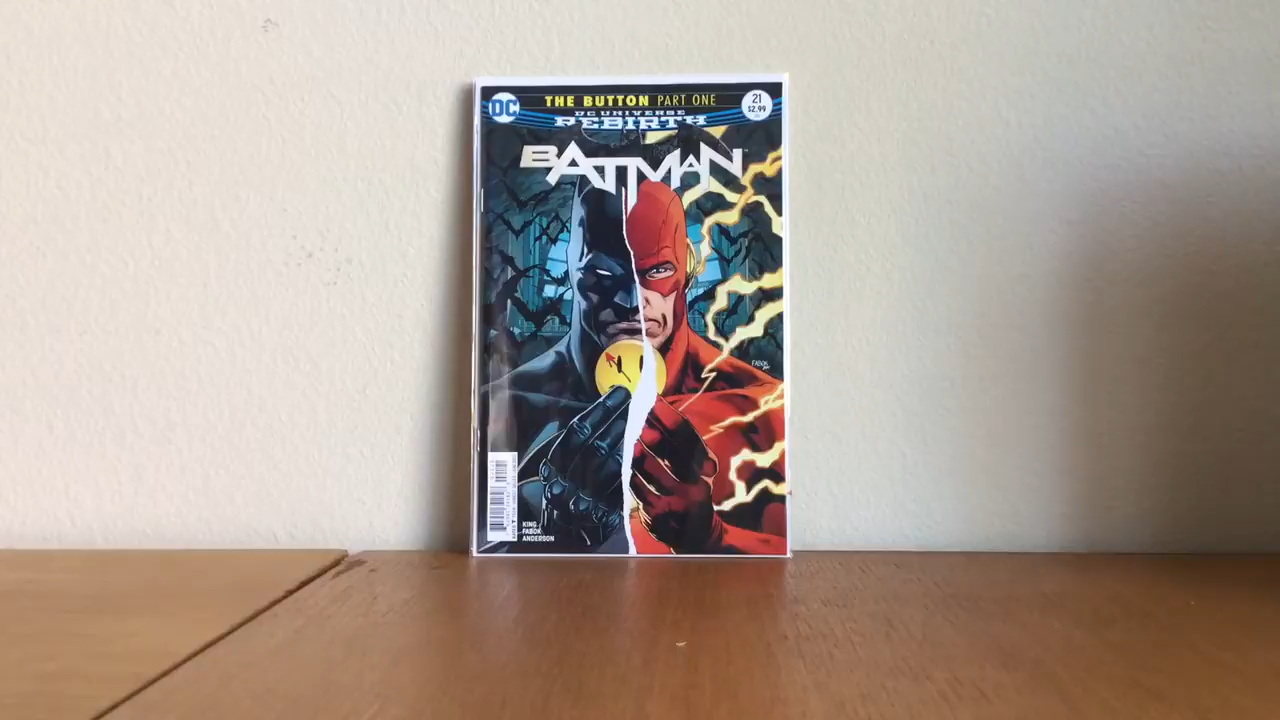 DC
THE BUTTON PART ONE
21
$2.99
DC UNIVERSE
REBIRTH
BATMAN
FABOK
KING
FABOK
ANDERSON